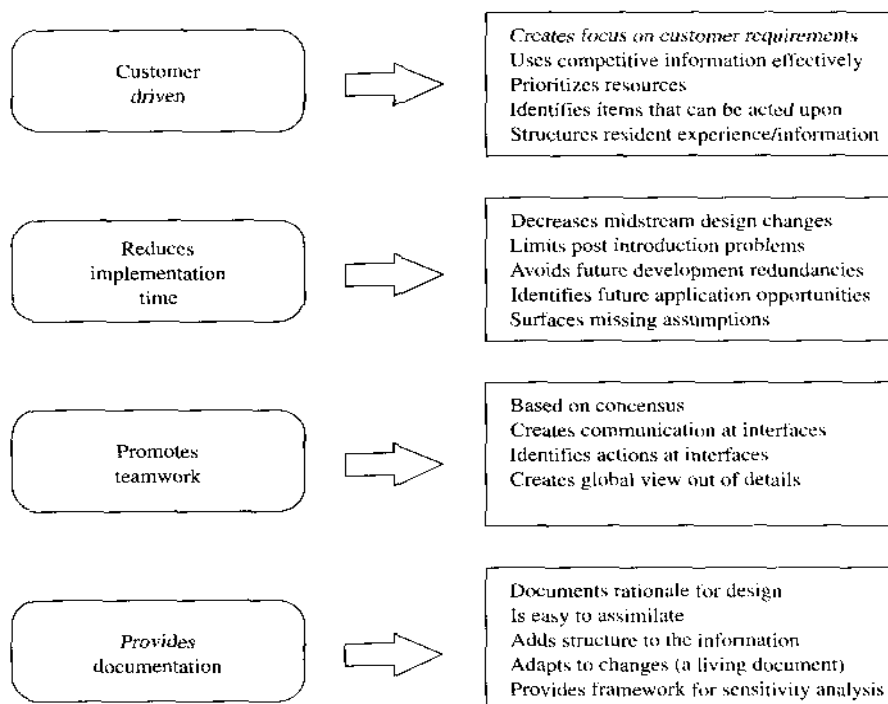 Customer
driven
Creates focus on customer requirements
Uses competitive information effectively
Prioritizes resources
Identifies items that can be acted upon
Structures resident experience/information
Reduces
implementation
time
Decreases midstream design changes
Limits post introduction problems
Avoids future development redundancies
Identifies future application opportunities
Surfaces missing assumptions
Promotes
teamwork
Based on concensus
Creates communication at interfaces
Identifies actions at interfaces
Creates global view out of details
Provides
documentation
Documents rationale for design
Is easy to assimilate
Adds structure to the information
Adapts to changes (a living document)
Provides framework for sensitivity analysis